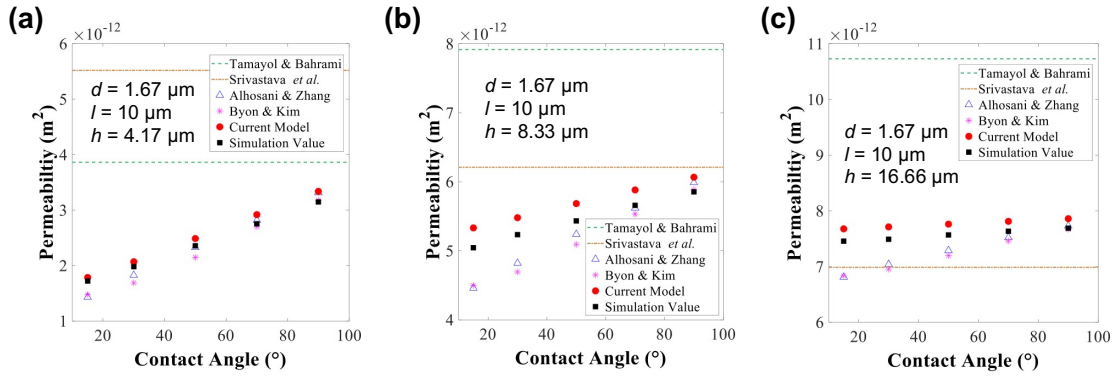 (a)
×10⁻¹²
6
5
4
3
2
1
0
20
40
60
80
100
Permeabiltiy (m²)
Contact Angle (°)
d = 1.67 µm
l = 10 µm
h = 4.17 µm
Tamayol & Bahrami
Srivastava et al.
Alhosani & Zhang
Byon & Kim
Current Model
Simulation Value
(b)
×10⁻¹²
8
7
6
5
4
20
40
60
80
100
Permeability (m²)
Contact Angle (°)
d = 1.67 µm
l = 10 µm
h = 8.33 µm
Tamayol & Bahrami
Srivastava et al.
Alhosani & Zhang
Byon & Kim
Current Model
Simulation Value
(c)
×10⁻¹²
11
10
9
8
7
6
20
40
60
80
100
Permeability (m²)
Contact Angle (°)
d = 1.67 µm
l = 10 µm
h = 16.66 µm
Tamayol & Bahrami
Srivastava et al.
Alhosani & Zhang
Byon & Kim
Current Model
Simulation Value